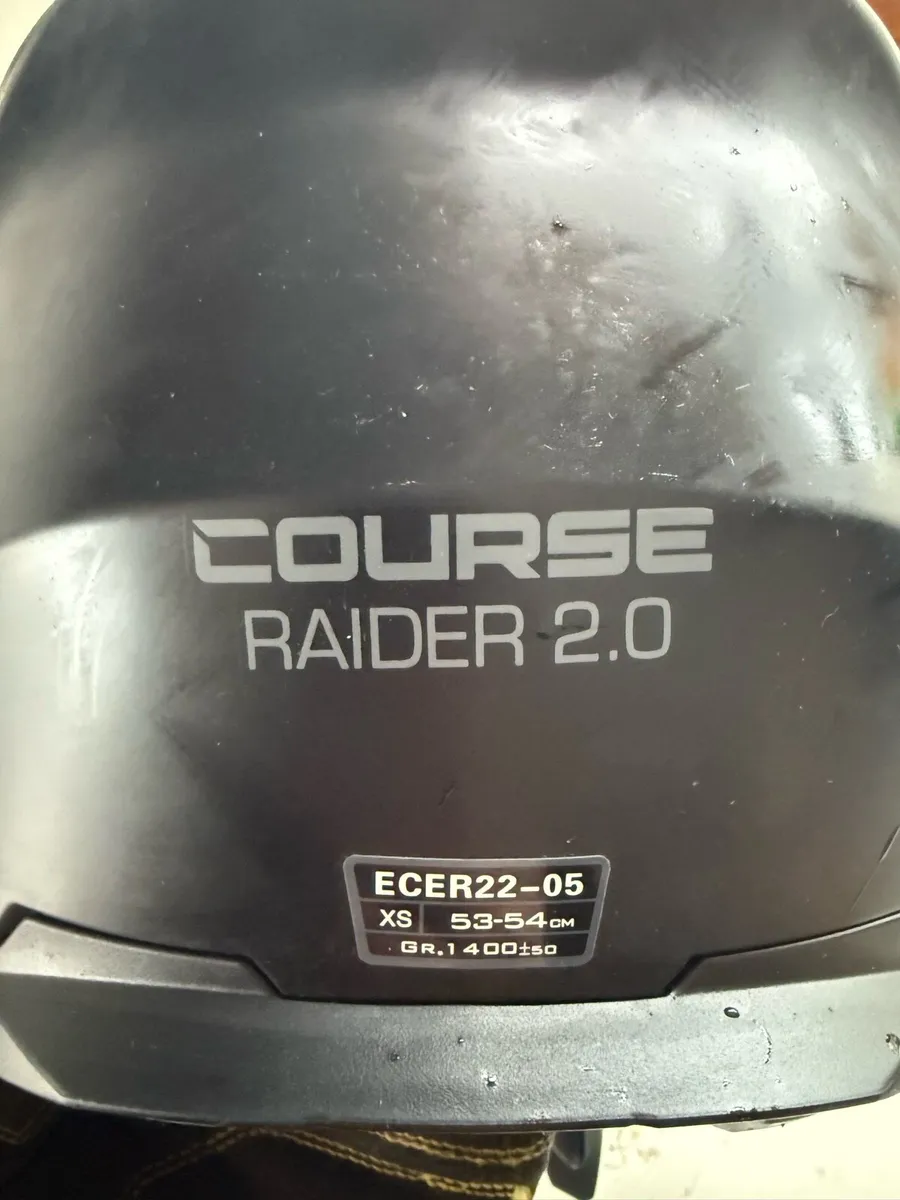 COURSE
RAIDER 2.0
ECER22-05
XS 53-54CM
GR.1400±50